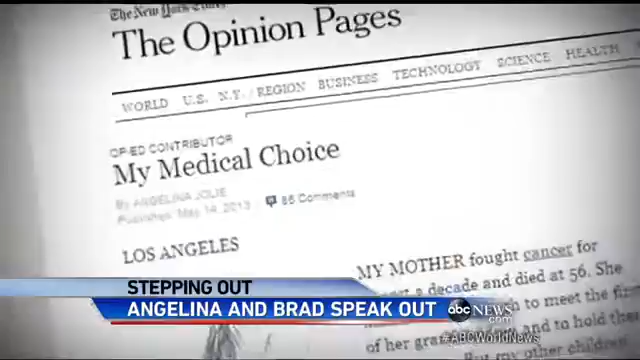 The New York Times
The Opinion Pages
WORLD U.S. N.Y. / REGION BUSINESS TECHNOLOGY SCIENCE HEALTH
OP-ED CONTRIBUTOR
My Medical Choice
By ANGELINA JOLIE
Published: May 14, 2013 85 Comments
LOS ANGELES
MY MOTHER fought cancer for
a decade and died at 56. She
to meet the first
of her and to hold
other children
STEPPING OUT
ANGELINA AND BRAD SPEAK OUT
abc NEWS
.com
#ABCWorldNews